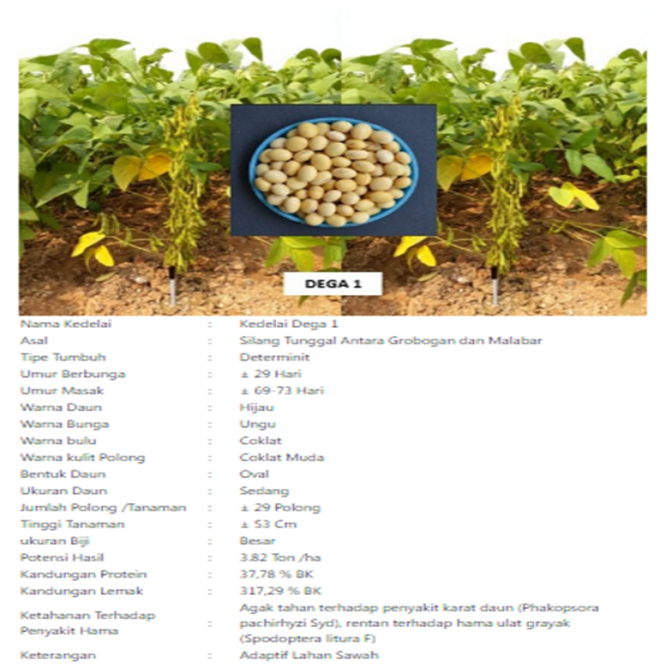 DEGA 1
Nama Kedelai : Kedelai Dega 1
Asal : Silang Tunggal Antara Grobogan dan Malabar
Tipe Tumbuh : Determinit
Umur Berbunga : ± 29 Hari
Umur Masak : ± 69-73 Hari
Warna Daun : Hijau
Warna Bunga : Ungu
Warna bulu : Coklat
Warna kulit Polong : Coklat Muda
Bentuk Daun : Oval
Ukuran Daun : Sedang
Jumlah Polong /Tanaman : ± 29 Polong
Tinggi Tanaman : ± 53 Cm
ukuran Biji : Besar
Potensi Hasil : 3.82 Ton /ha
Kandungan Protein : 37,78 % BK
Kandungan Lemak : 317,29 % BK
Ketahanan Terhadap Penyakit Hama : Agak tahan terhadap penyakit karat daun (Phakopsora
pachirhyzi Syd), rentan terhadap hama ulat grayak
(Spodoptera litura F)
Keterangan : Adaptif Lahan Sawah